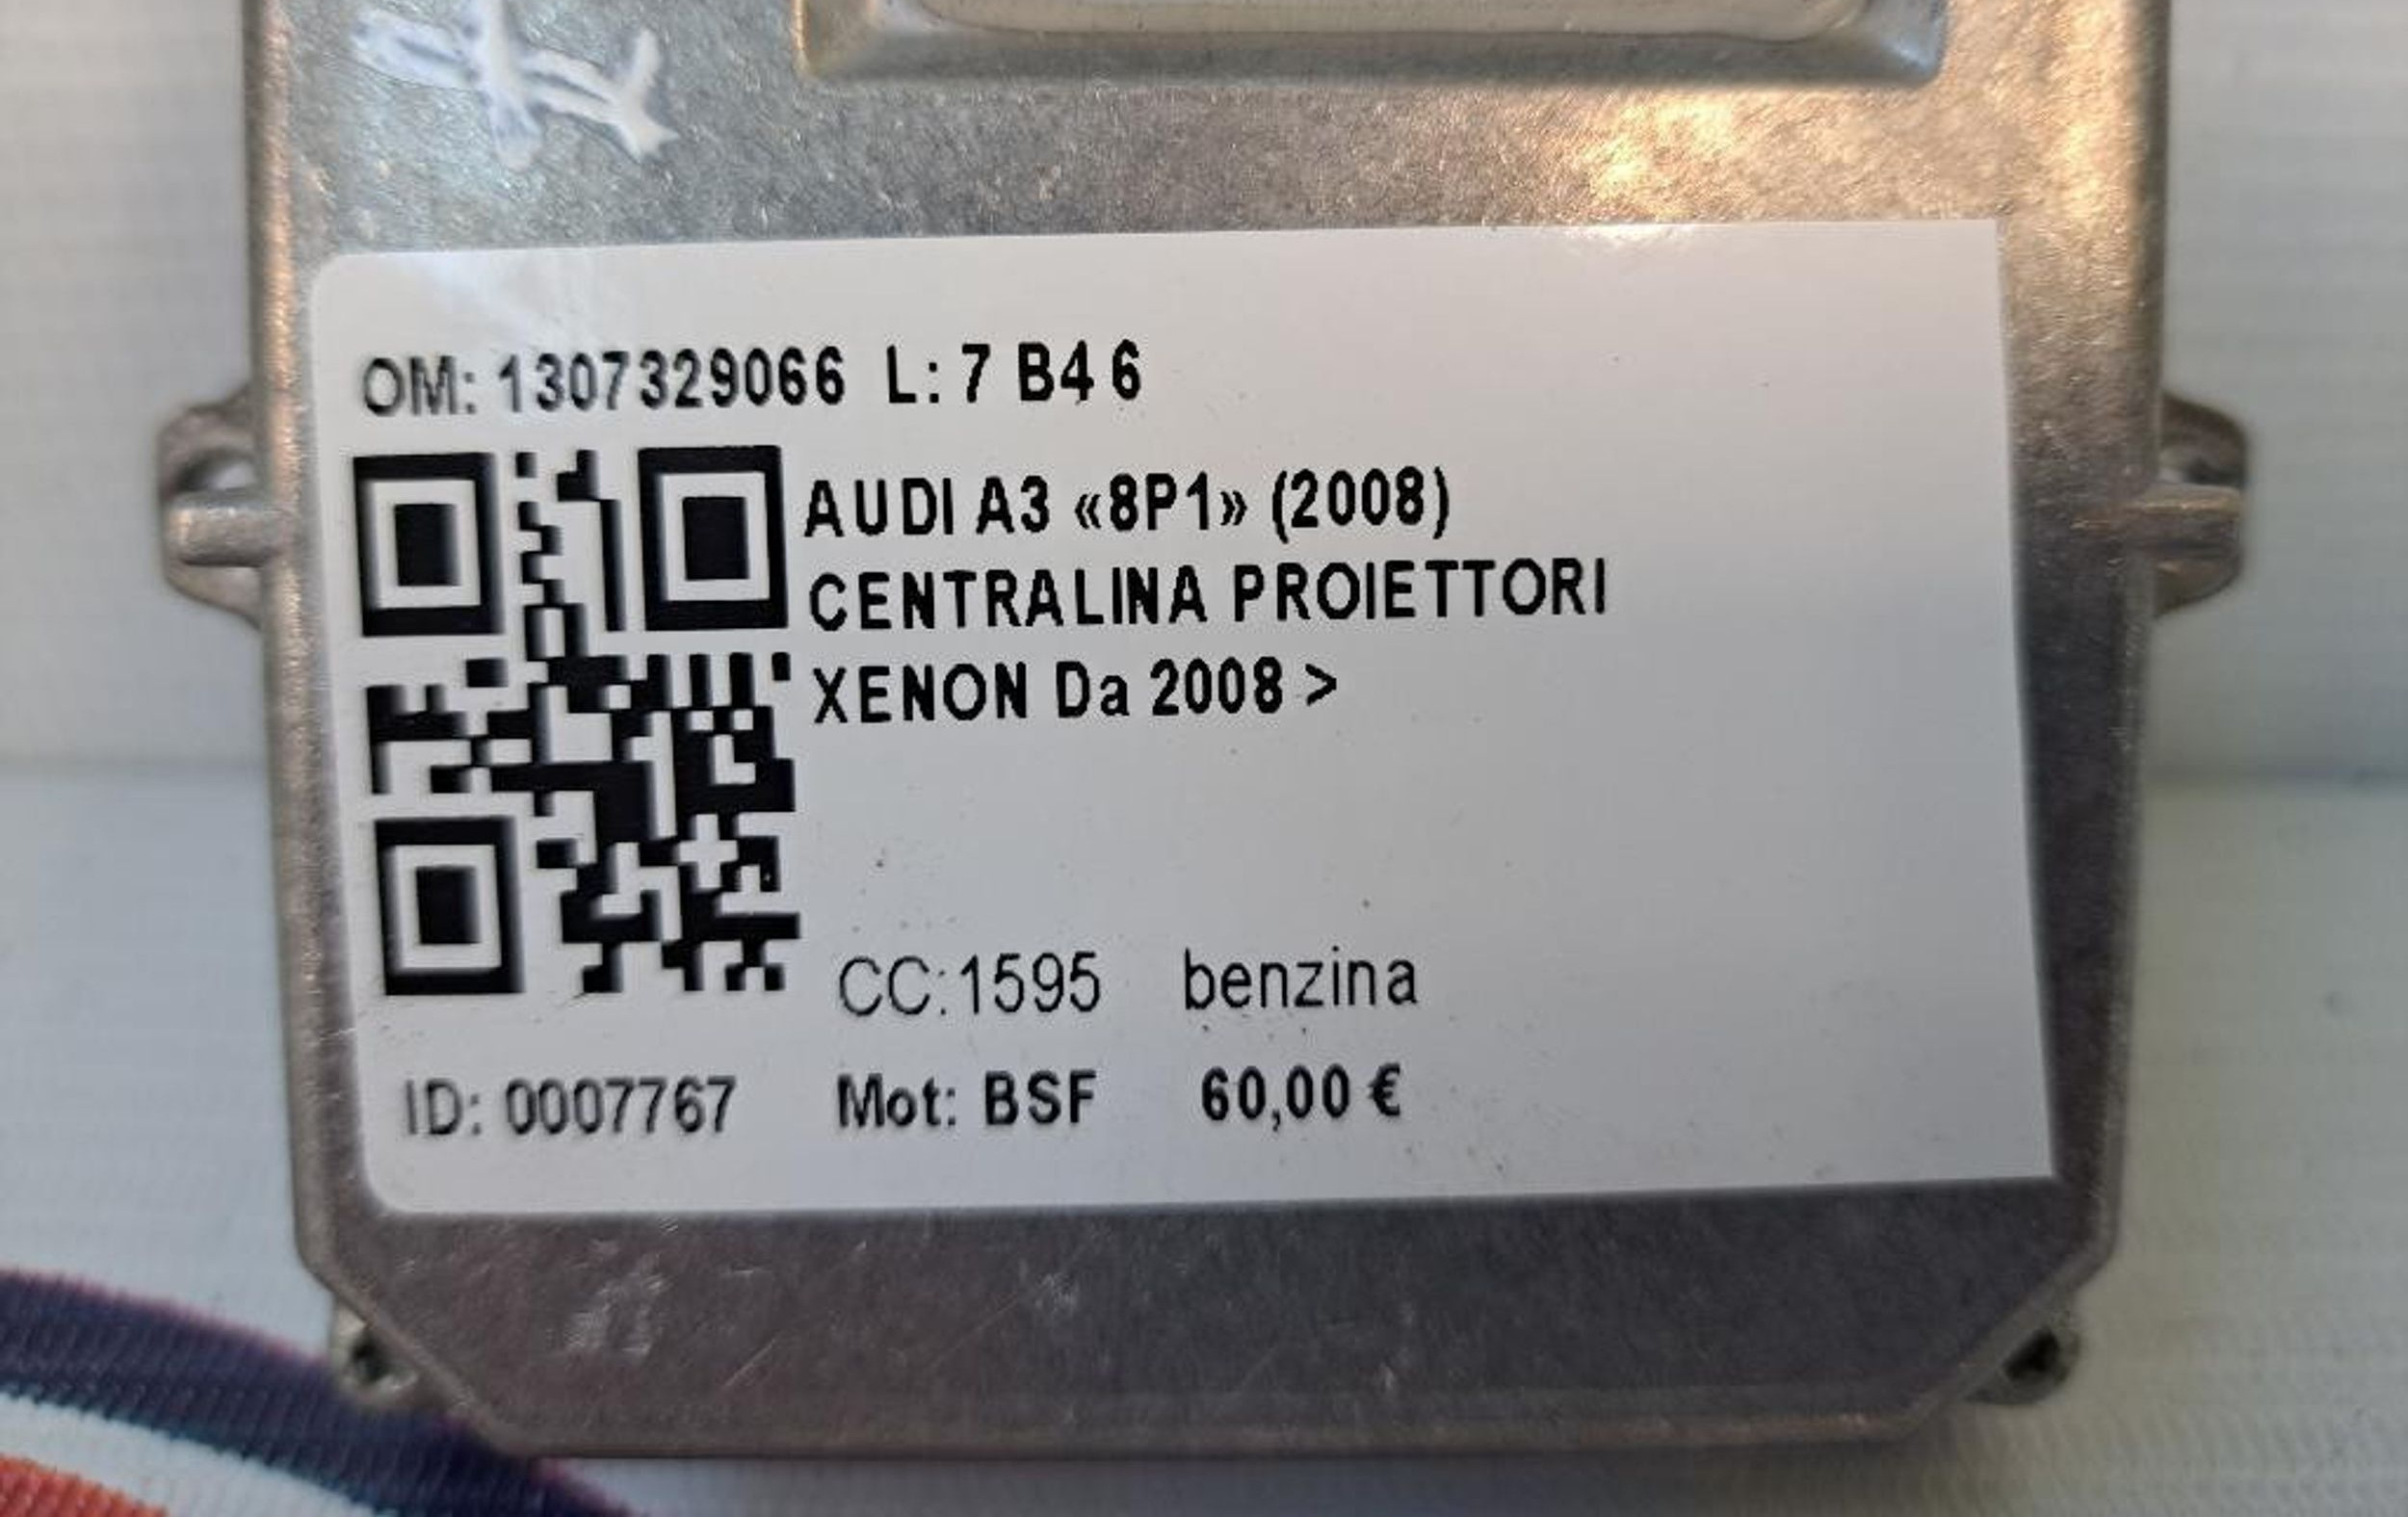 OM: 1307329066 L: 7 B4 6
AUDI A3 «8P1» (2008)
CENTRALINA PROIETTORI
XENON Da 2008 >
CC:1595 benzina
ID: 0007767 Mot: BSF 60,00 €